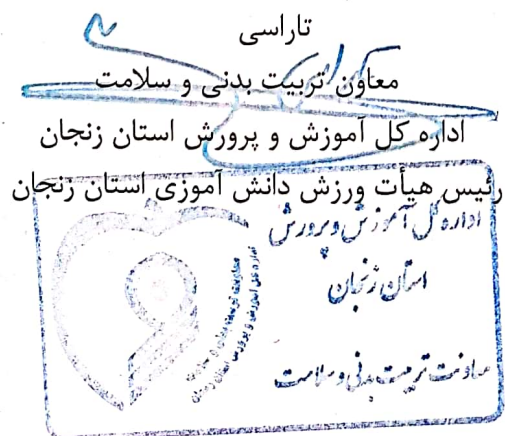 تاراسی
معاون تربیت بدنی و سلامت
اداره کل آموزش و پرورش استان زنجان
رئیس هیأت ورزش دانش آموزی استان زنجان
اداره کل آموزش و پرورش
استان زنجان
معاونت تربیت بدنی و سلامت